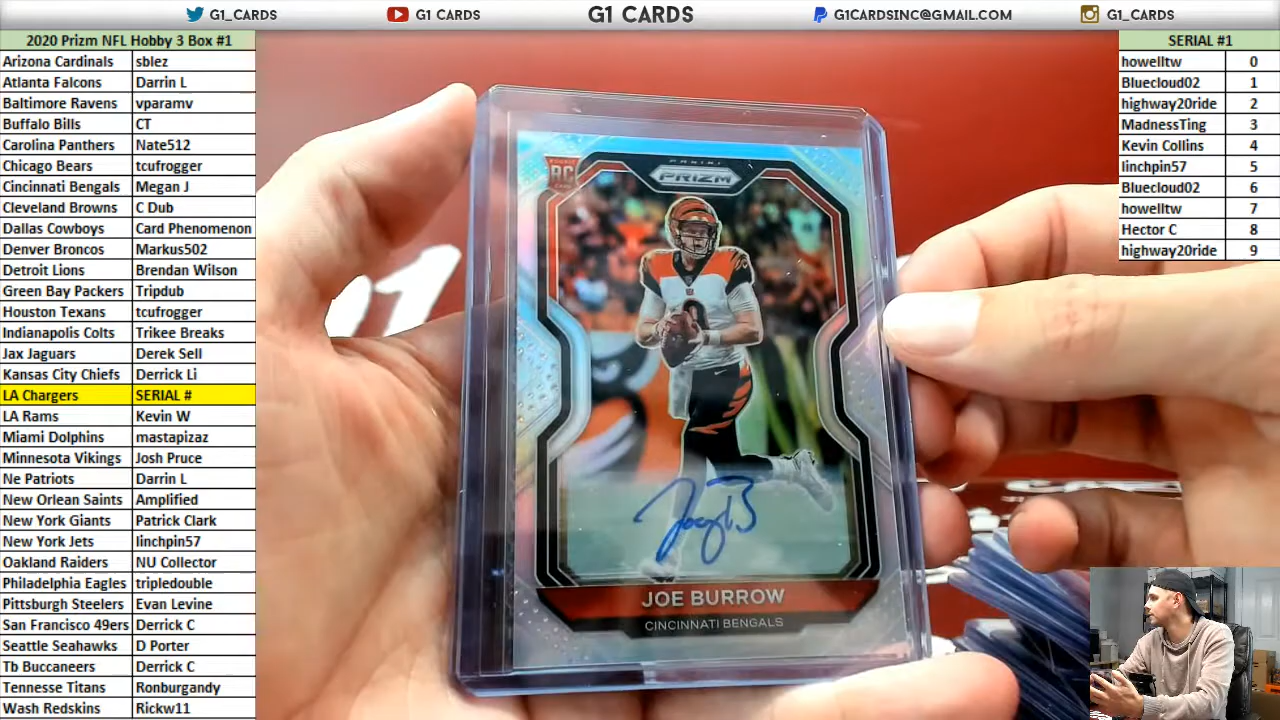 G1_CARDS G1 CARDS G1 CARDS G1CARDSINC@GMAIL.COM G1_CARDS
2020 Prizm NFL Hobby 3 Box #1
Arizona Cardinals sblez
Atlanta Falcons Darrin L
Baltimore Ravens vparamv
Buffalo Bills CT
Carolina Panthers Nate512
Chicago Bears tcufrogger
Cincinnati Bengals Megan J
Cleveland Browns C Dub
Dallas Cowboys Card Phenomenon
Denver Broncos Markus502
Detroit Lions Brendan Wilson
Green Bay Packers Tripdub
Houston Texans tcufrogger
Indianapolis Colts Trikee Breaks
Jax Jaguars Derek Sell
Kansas City Chiefs Derrick Li
LA Chargers SERIAL #
LA Rams Kevin W
Miami Dolphins mastapizaz
Minnesota Vikings Josh Pruce
Ne Patriots Darrin L
New Orlean Saints Amplified
New York Giants Patrick Clark
New York Jets linchpin57
Oakland Raiders NU Collector
Philadelphia Eagles tripledouble
Pittsburgh Steelers Evan Levine
San Francisco 49ers Derrick C
Seattle Seahawks D Porter
Tb Buccaneers Derrick C
Tennesse Titans Ronburgandy
Wash Redskins Rickw11
RC
PANINI
PRIZM
JoeyB
JOE BURROW
CINCINNATI BENGALS
SERIAL #1
howelltw 0
Bluecloud02 1
highway20ride 2
MadnessTing 3
Kevin Collins 4
linchpin57 5
Bluecloud02 6
howelltw 7
Hector C 8
highway20ride 9